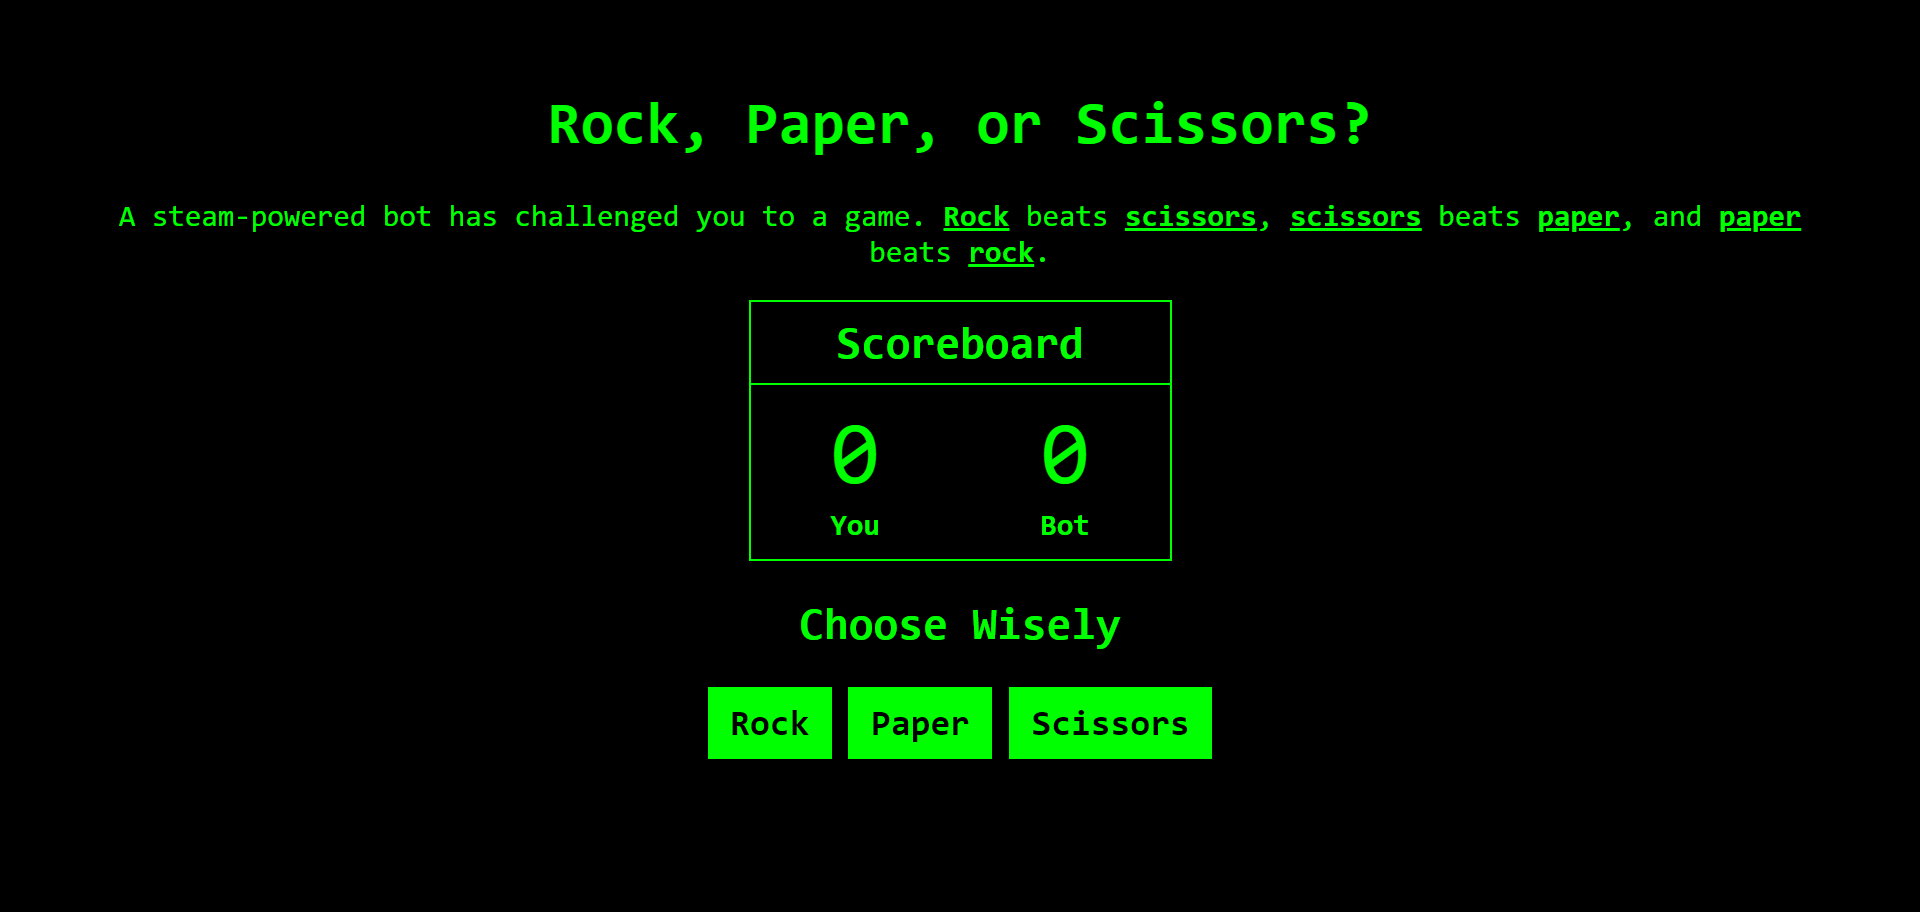 Rock, Paper, or Scissors?
A steam-powered bot has challenged you to a game. Rock beats scissors, scissors beats paper, and paper
beats rock.
Scoreboard
0 0
You Bot
Choose Wisely
Rock Paper Scissors